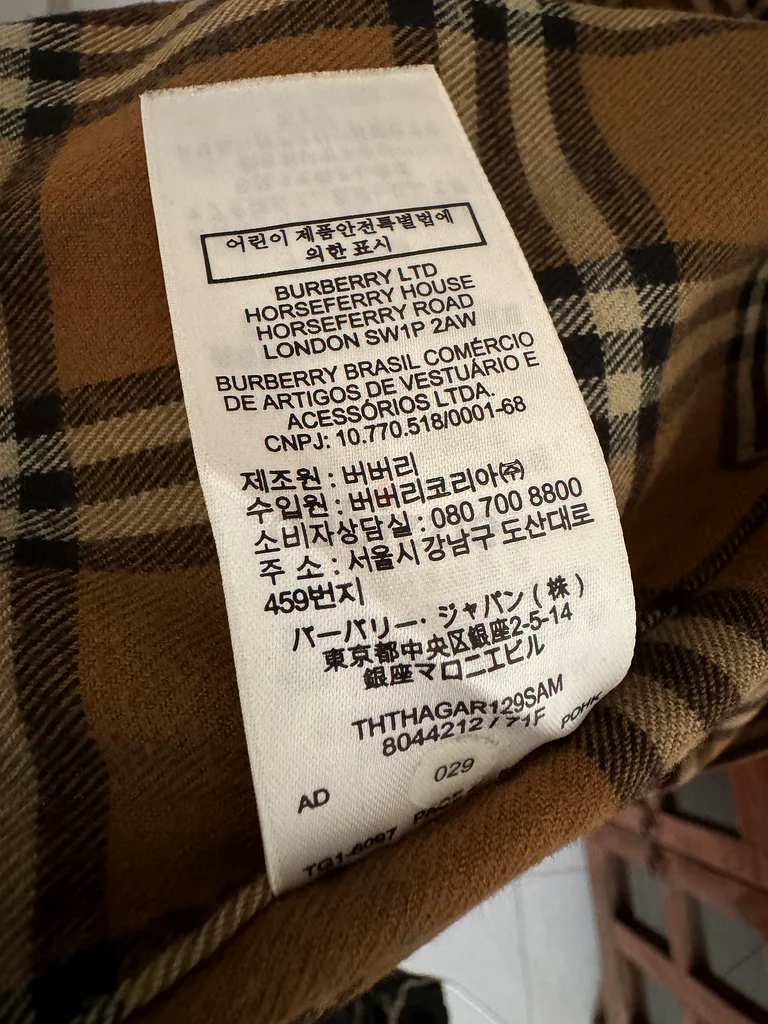 어린이 제품안전특별법에
의한 표시
BURBERRY LTD
HORSEFERRY HOUSE
HORSEFERRY ROAD
LONDON SW1P 2AW
BURBERRY BRASIL COMÉRCIO
DE ARTIGOS DE VESTUÁRIO E
ACESSÓRIOS LTDA.
CNPJ: 10.770.518/0001-68
제조원 : 버버리
수입원 : 버버리코리아㈜
소비자상담실 : 080 700 8800
주 소 : 서울시 강남구 도산대로
459번지
バーバリー・ジャパン(株)
東京都中央区銀座2-5-14
銀座マロニエビル
THTHAGAR129SAM
8044212 / 71F
029
AD
TG1-6097